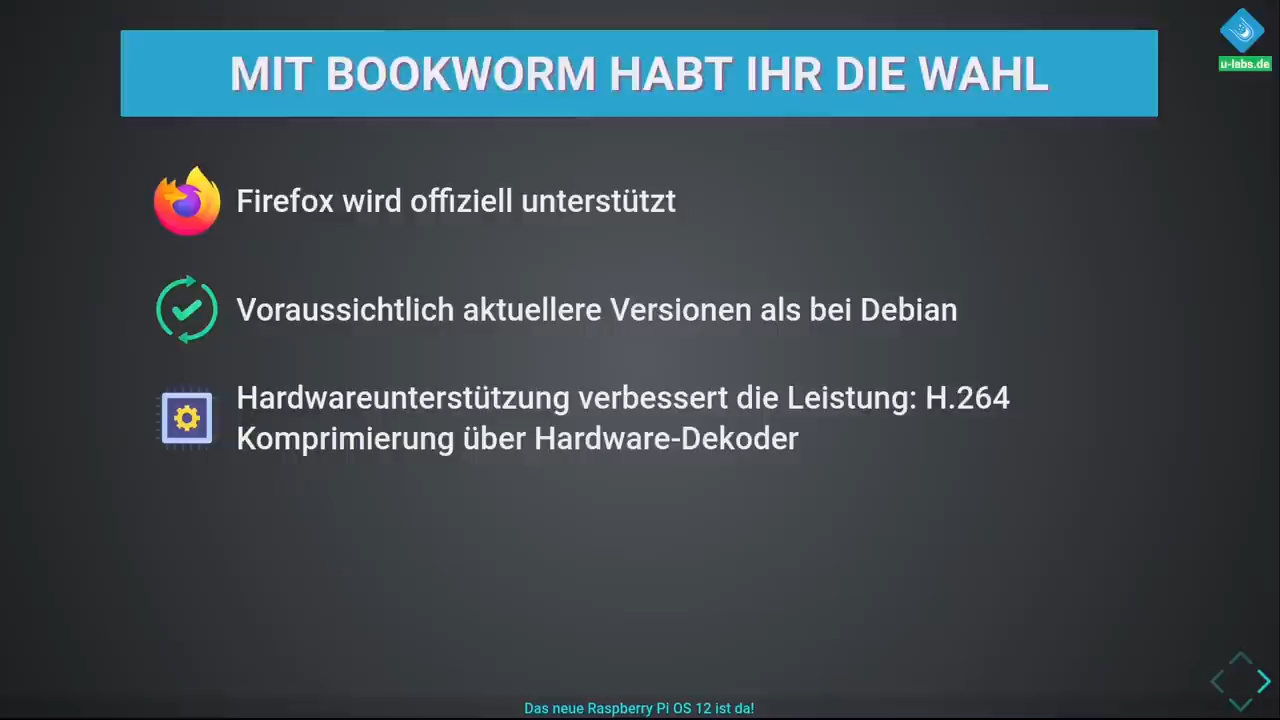 MIT BOOKWORM HABT IHR DIE WAHL
u-labs.de
Firefox wird offiziell unterstützt
Voraussichtlich aktuellere Versionen als bei Debian
Hardwareunterstützung verbessert die Leistung: H.264
Komprimierung über Hardware-Dekoder
Das neue Raspberry Pi OS 12 ist da!